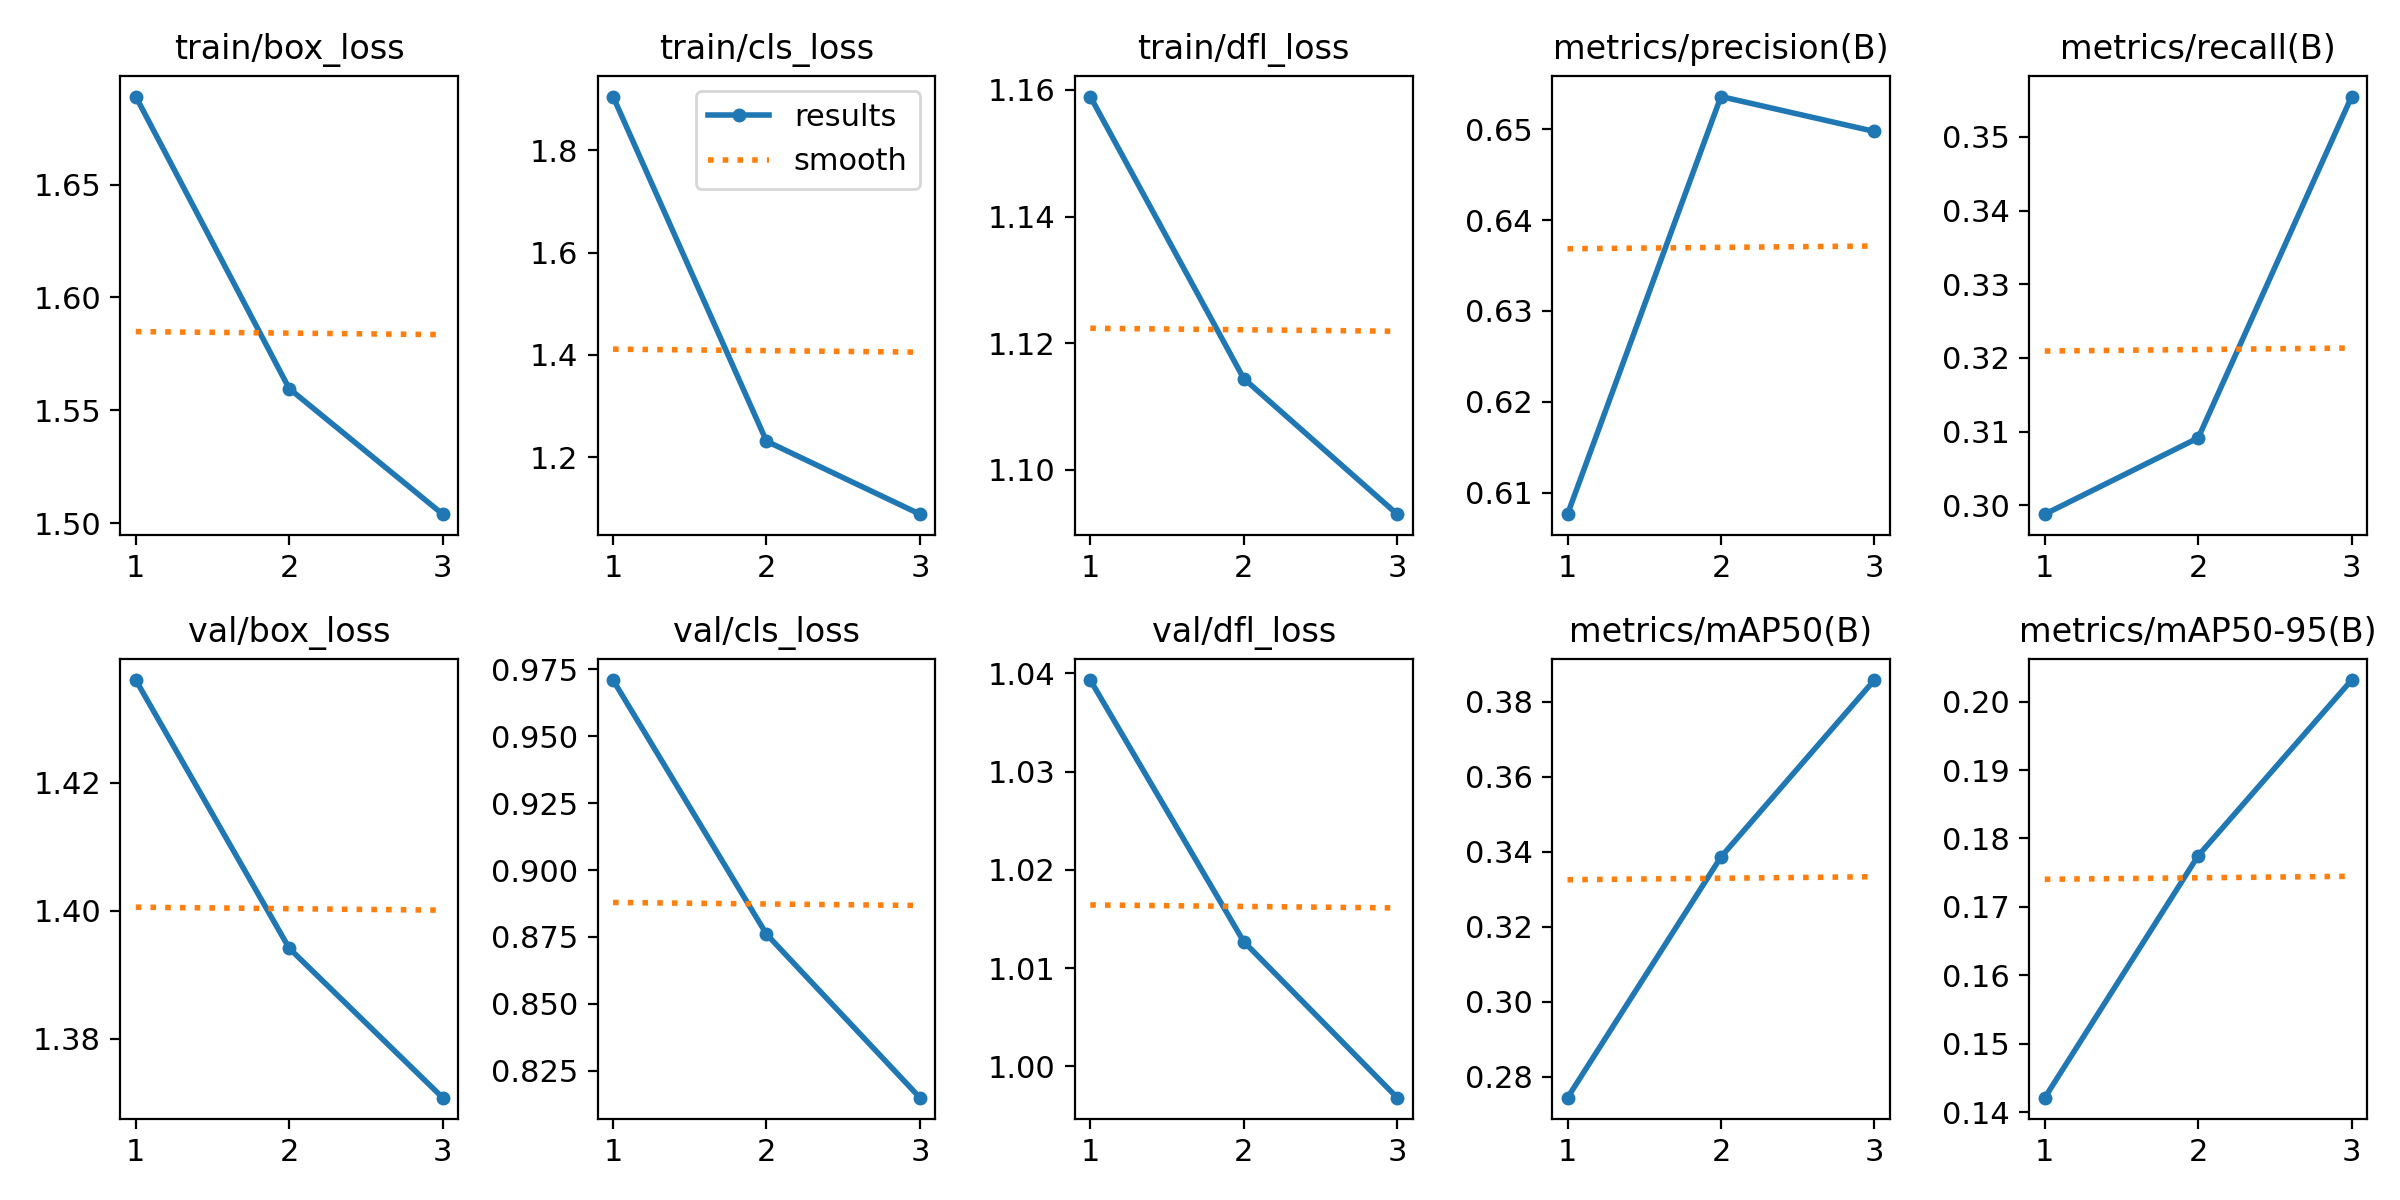 train/box_loss
1.65
1.60
1.55
1.50
1 2 3
train/cls_loss
results
smooth
1.8
1.6
1.4
1.2
1 2 3
train/dfl_loss
1.16
1.14
1.12
1.10
1 2 3
metrics/precision(B)
0.65
0.64
0.63
0.62
0.61
1 2 3
metrics/recall(B)
0.35
0.34
0.33
0.32
0.31
0.30
1 2 3
val/box_loss
1.42
1.40
1.38
1 2 3
val/cls_loss
0.975
0.950
0.925
0.900
0.875
0.850
0.825
1 2 3
val/dfl_loss
1.04
1.03
1.02
1.01
1.00
1 2 3
metrics/mAP50(B)
0.38
0.36
0.34
0.32
0.30
0.28
1 2 3
metrics/mAP50-95(B)
0.20
0.19
0.18
0.17
0.16
0.15
0.14
1 2 3